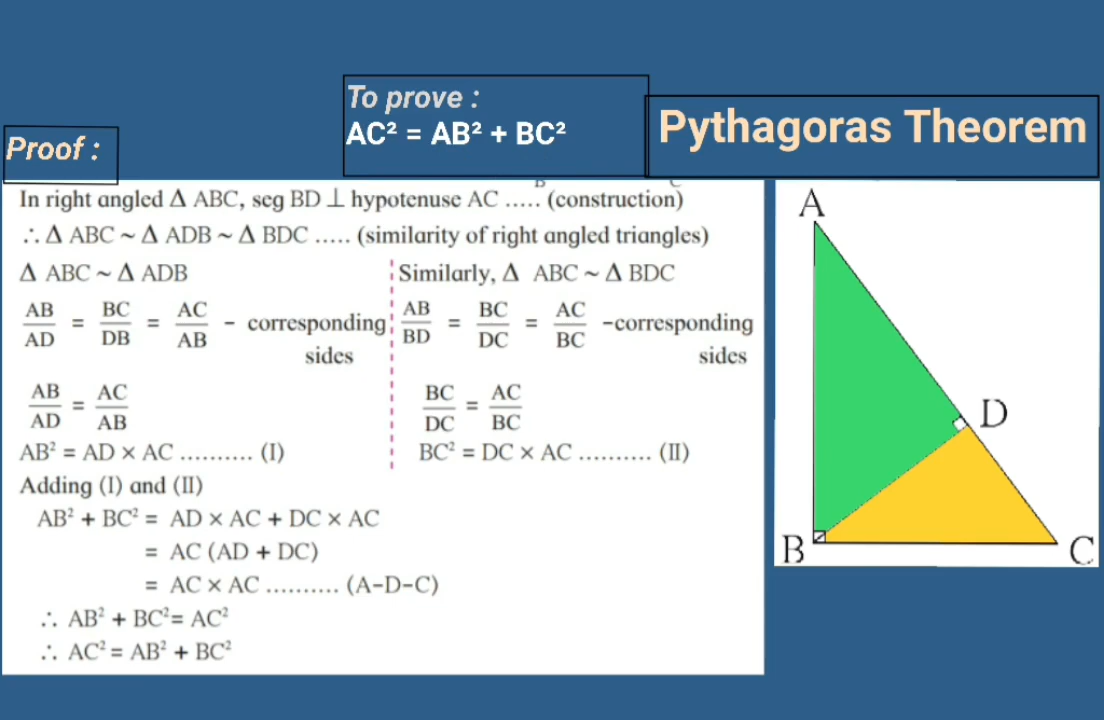 To prove :
AC² = AB² + BC²
Pythagoras Theorem
Proof :
In right angled Δ ABC, seg BD ⊥ hypotenuse AC ..... (construction)
∴ Δ ABC ~ Δ ADB ~ Δ BDC ..... (similarity of right angled triangles)
Δ ABC ~ Δ ADB
AB/AD = BC/DB = AC/AB - corresponding
sides
AB/AD = AC/AB
AB² = AD × AC .......... (I)
Similarly, Δ ABC ~ Δ BDC
AB/BD = BC/DC = AC/BC -corresponding
sides
BC/DC = AC/BC
BC² = DC × AC .......... (II)
Adding (I) and (II)
AB² + BC² = AD × AC + DC × AC
= AC (AD + DC)
= AC × AC .......... (A-D-C)
∴ AB² + BC² = AC²
∴ AC² = AB² + BC²
A
D
B
C